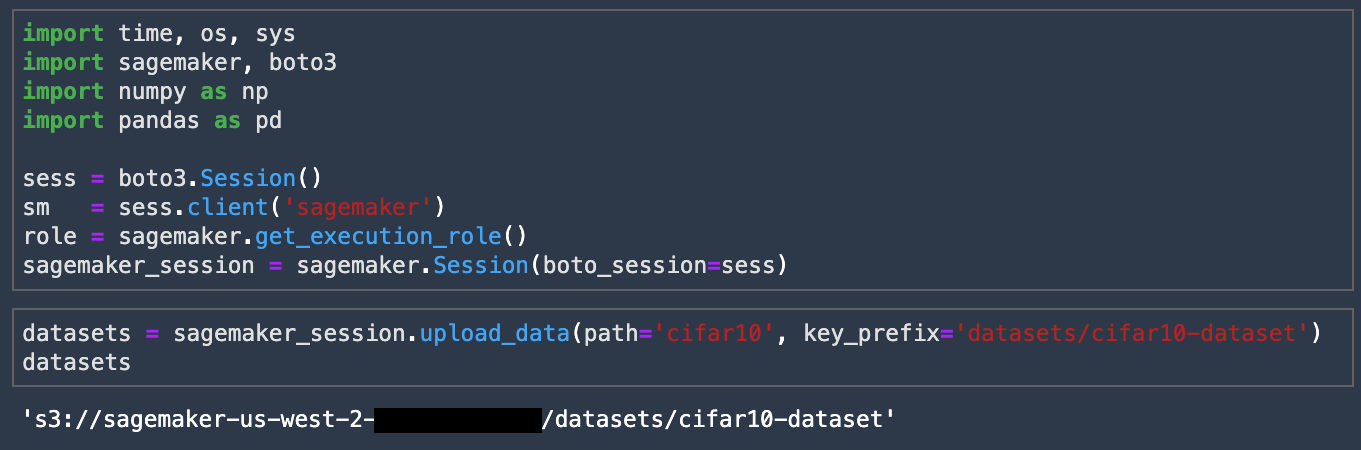 import time, os, sys
import sagemaker, boto3
import numpy as np
import pandas as pd
sess = boto3.Session()
sm   = sess.client('sagemaker')
role = sagemaker.get_execution_role()
sagemaker_session = sagemaker.Session(boto_session=sess)
datasets = sagemaker_session.upload_data(path='cifar10', key_prefix='datasets/cifar10-dataset')
datasets
's3://sagemaker-us-west-2-/datasets/cifar10-dataset'